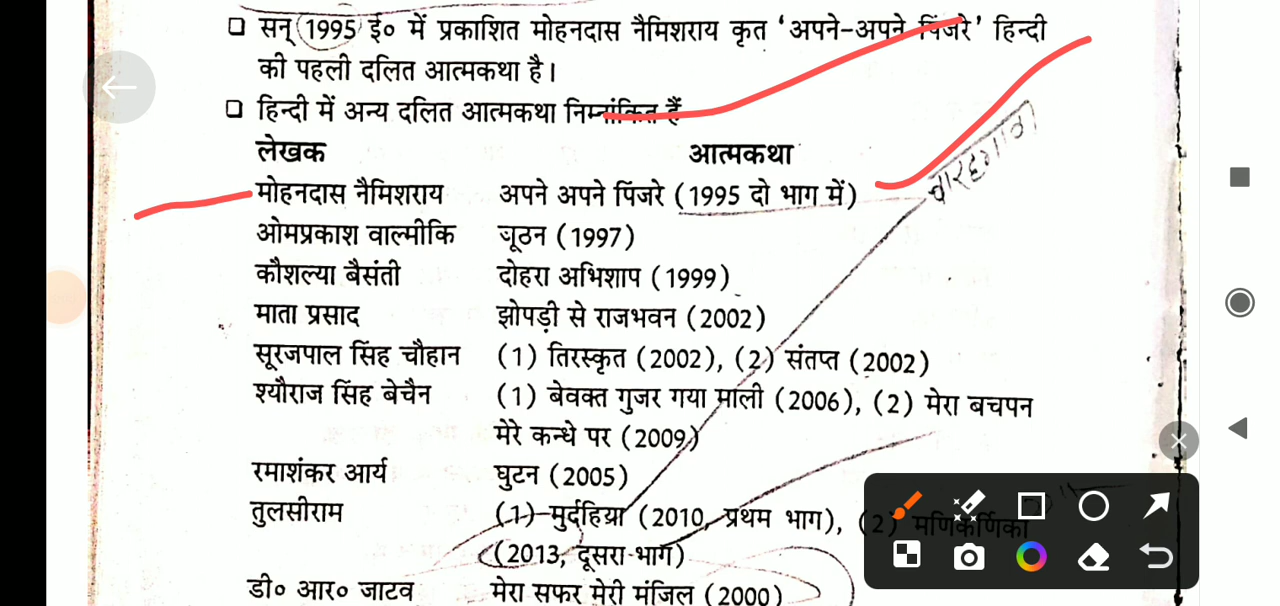 ❑ सन् 1995 ई० में प्रकाशित मोहनदास नैमिशराय कृत ‘अपने-अपने पिंजरे’ हिन्दी
की पहली दलित आत्मकथा है।
❑ हिन्दी में अन्य दलित आत्मकथा निम्नांकित हैं
लेखक आत्मकथा
मोहनदास नैमिशराय अपने अपने पिंजरे (1995 दो भाग में)
ओमप्रकाश वाल्मीकि जूठन (1997)
कौशल्या बैसंती दोहरा अभिशाप (1999)
माता प्रसाद झोपड़ी से राजभवन (2002)
सूरजपाल सिंह चौहान (1) तिरस्कृत (2002), (2) संतप्त (2002)
श्यौराज सिंह बेचैन (1) बेवक्त गुजर गया माली (2006), (2) मेरा बचपन
मेरे कन्धे पर (2009)
रमाशंकर आर्य घुटन (2005)
तुलसीराम (1) मुर्दहिया (2010, प्रथम भाग), (2) मणिकर्णिका
(2013, दूसरा भाग)
डी० आर० जाटव मेरा सफर मेरी मंजिल (2000)